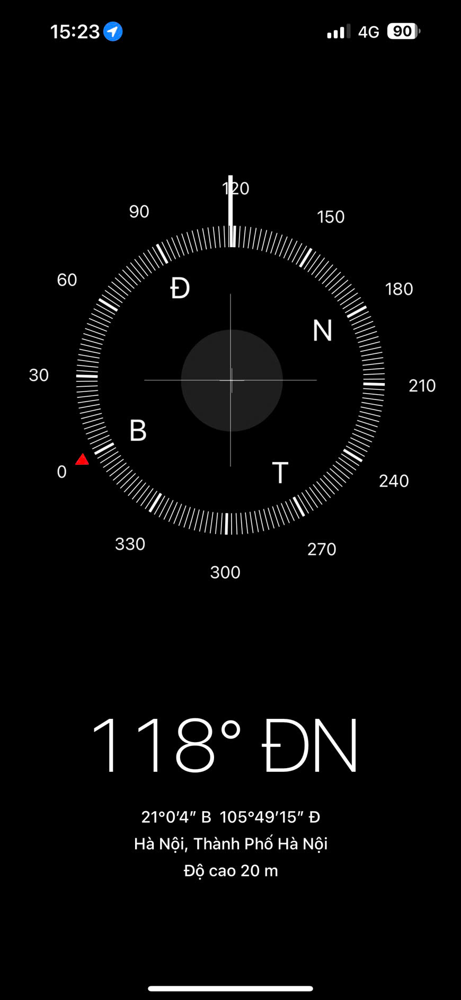 15:23 4G 90
120
90 150
60 180
Đ
N
30 210
B
T
0 240
330 270
300
118° ĐN
21°0′4″ B 105°49′15″ Đ
Hà Nội, Thành Phố Hà Nội
Độ cao 20 m